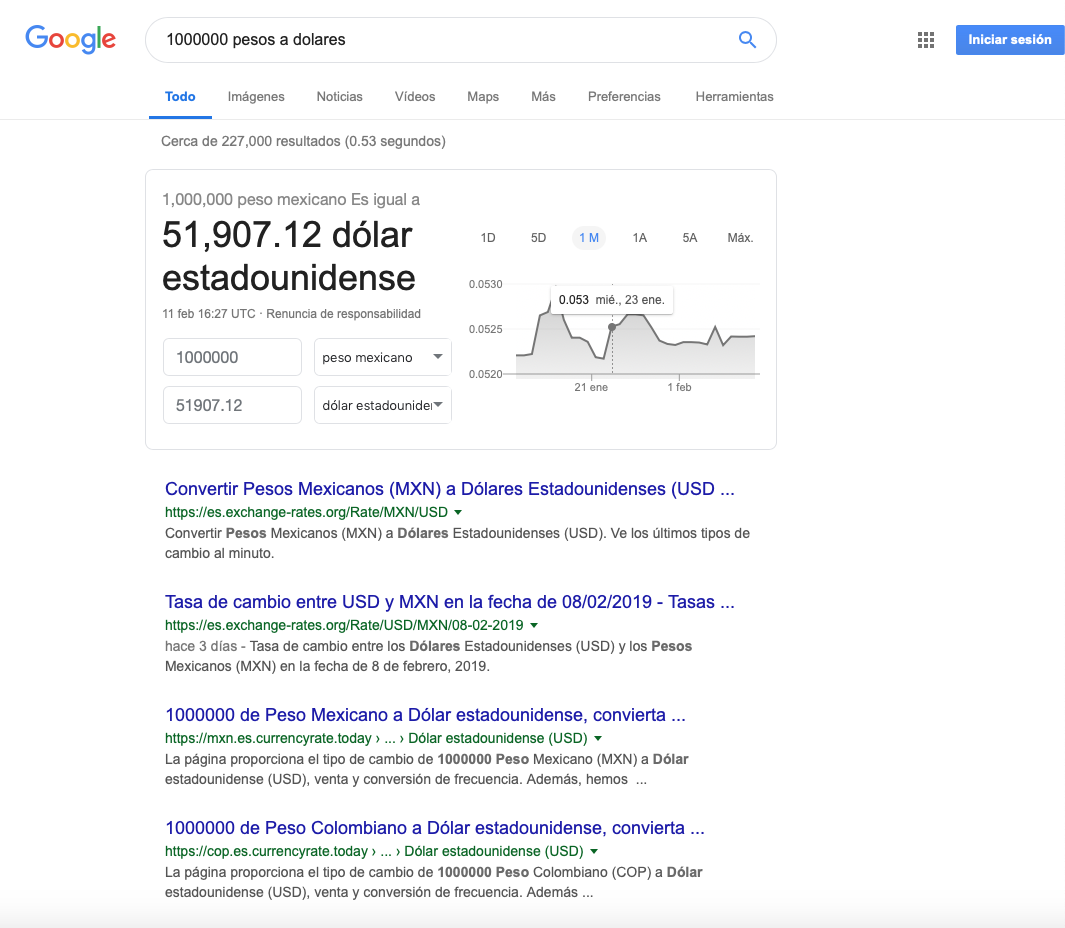 Google
1000000 pesos a dolares
Iniciar sesión
Todo Imágenes Noticias Vídeos Maps Más Preferencias Herramientas
Cerca de 227,000 resultados (0.53 segundos)
1,000,000 peso mexicano Es igual a
51,907.12 dólar
estadounidense
11 feb 16:27 UTC · Renuncia de responsabilidad
1000000 peso mexicano
51907.12 dólar estadounider
1D 5D 1 M 1A 5A Máx.
0.0530
0.053 mié., 23 ene.
0.0525
0.0520
21 ene 1 feb
Convertir Pesos Mexicanos (MXN) a Dólares Estadounidenses (USD ...
https://es.exchange-rates.org/Rate/MXN/USD
Convertir Pesos Mexicanos (MXN) a Dólares Estadounidenses (USD). Ve los últimos tipos de
cambio al minuto.
Tasa de cambio entre USD y MXN en la fecha de 08/02/2019 - Tasas ...
https://es.exchange-rates.org/Rate/USD/MXN/08-02-2019
hace 3 días - Tasa de cambio entre los Dólares Estadounidenses (USD) y los Pesos
Mexicanos (MXN) en la fecha de 8 de febrero, 2019.
1000000 de Peso Mexicano a Dólar estadounidense, convierta ...
https://mxn.es.currencyrate.today › ... › Dólar estadounidense (USD)
La página proporciona el tipo de cambio de 1000000 Peso Mexicano (MXN) a Dólar
estadounidense (USD), venta y conversión de frecuencia. Además, hemos ...
1000000 de Peso Colombiano a Dólar estadounidense, convierta ...
https://cop.es.currencyrate.today › ... › Dólar estadounidense (USD)
La página proporciona el tipo de cambio de 1000000 Peso Colombiano (COP) a Dólar
estadounidense (USD), venta y conversión de frecuencia. Además ...